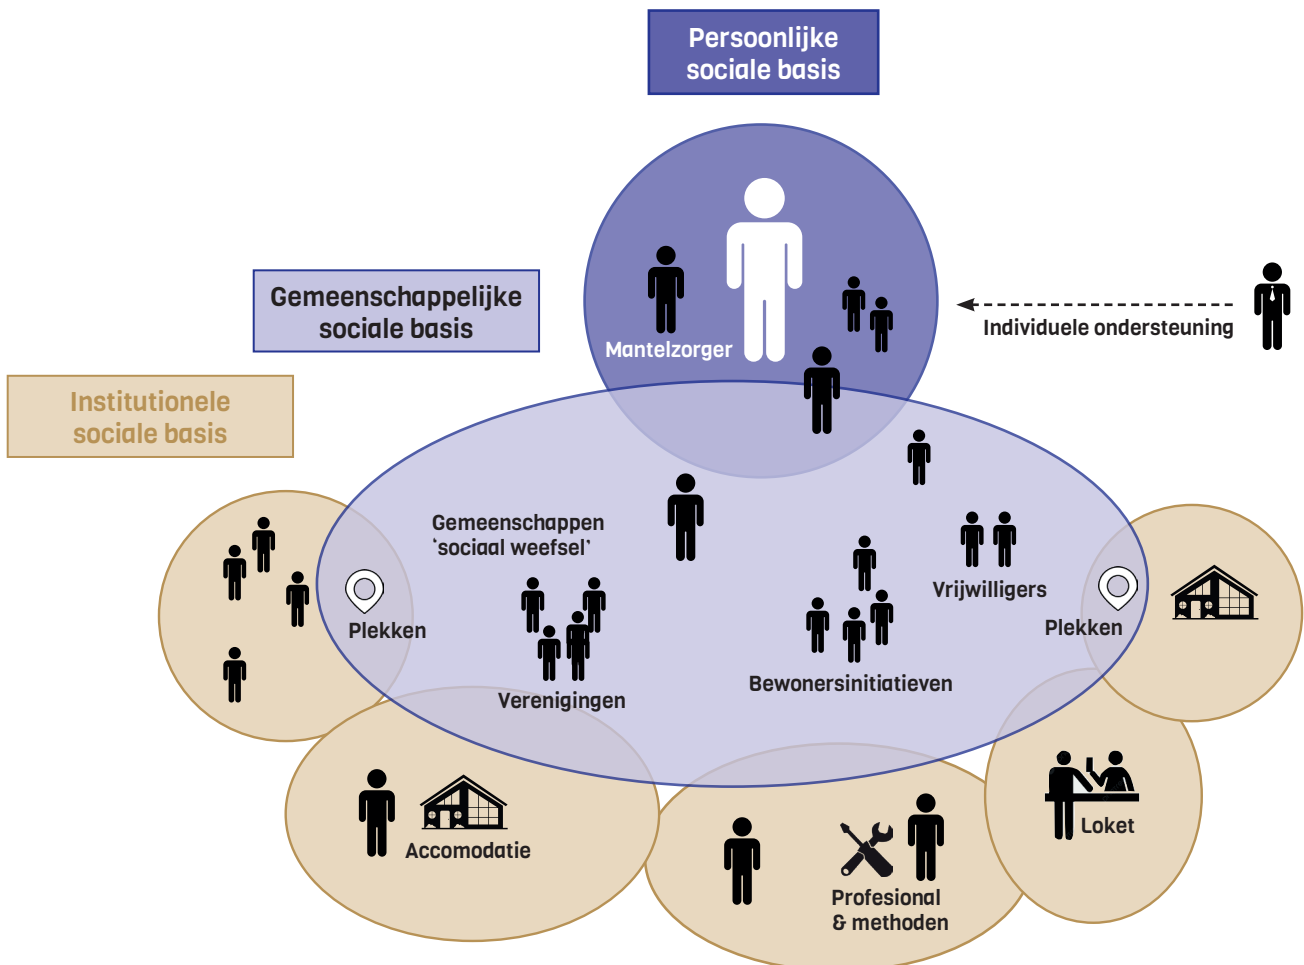 Persoonlijke
sociale basis
Gemeenschappelijke
sociale basis
Institutionele
sociale basis
Mantelzorger
Individuele ondersteuning
Gemeenschappen
‘sociaal weefsel’
Plekken
Verenigingen
Bewonersinitiatieven
Vrijwilligers
Plekken
Accomodatie
Profesional
& methoden
Loket